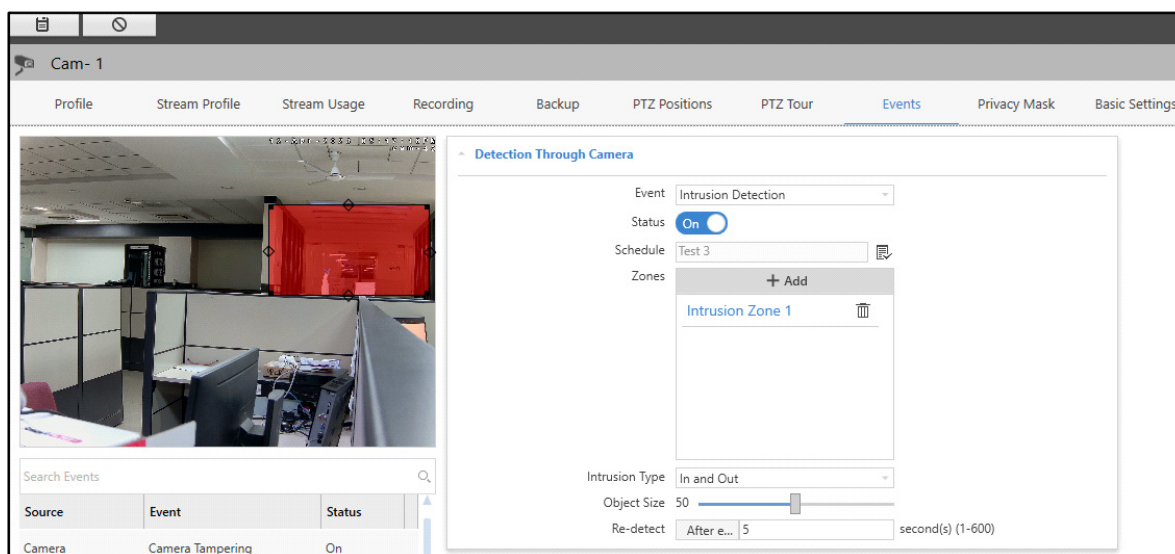 Cam- 1
Profile Stream Profile Stream Usage Recording Backup PTZ Positions PTZ Tour Events Privacy Mask Basic Settings
Detection Through Camera
Event Intrusion Detection
Status On
Schedule Test 3
Zones + Add
Intrusion Zone 1
Intrusion Type In and Out
Object Size 50
Re-detect After e... 5 second(s) (1-600)
Search Events
Source Event Status
Camera Camera Tampering On